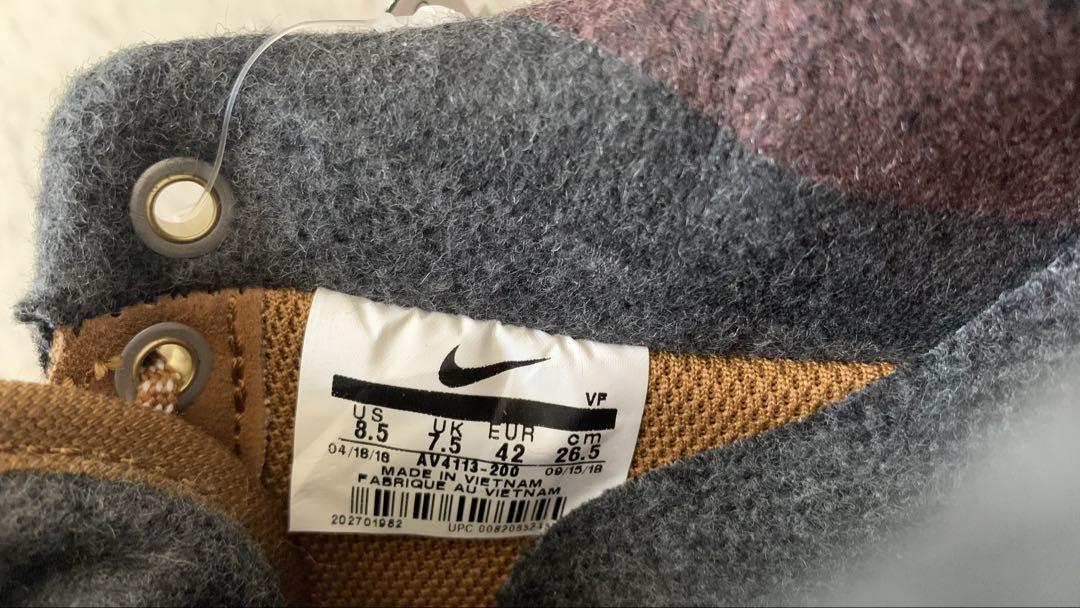 VF
US UK EUR cm
8.5 7.5 42 26.5
04/18/18 AV4113-200 09/15/18
MADE IN VIETNAM
FABRIQUE AU VIETNAM
202701982 UPC